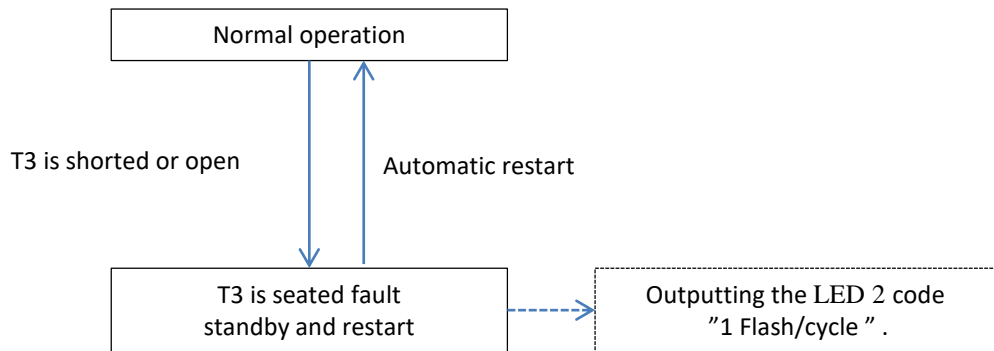 Normal operation
T3 is shorted or open
Automatic restart
T3 is seated fault
standby and restart
Outputting the LED 2 code
”1 Flash/cycle ” .